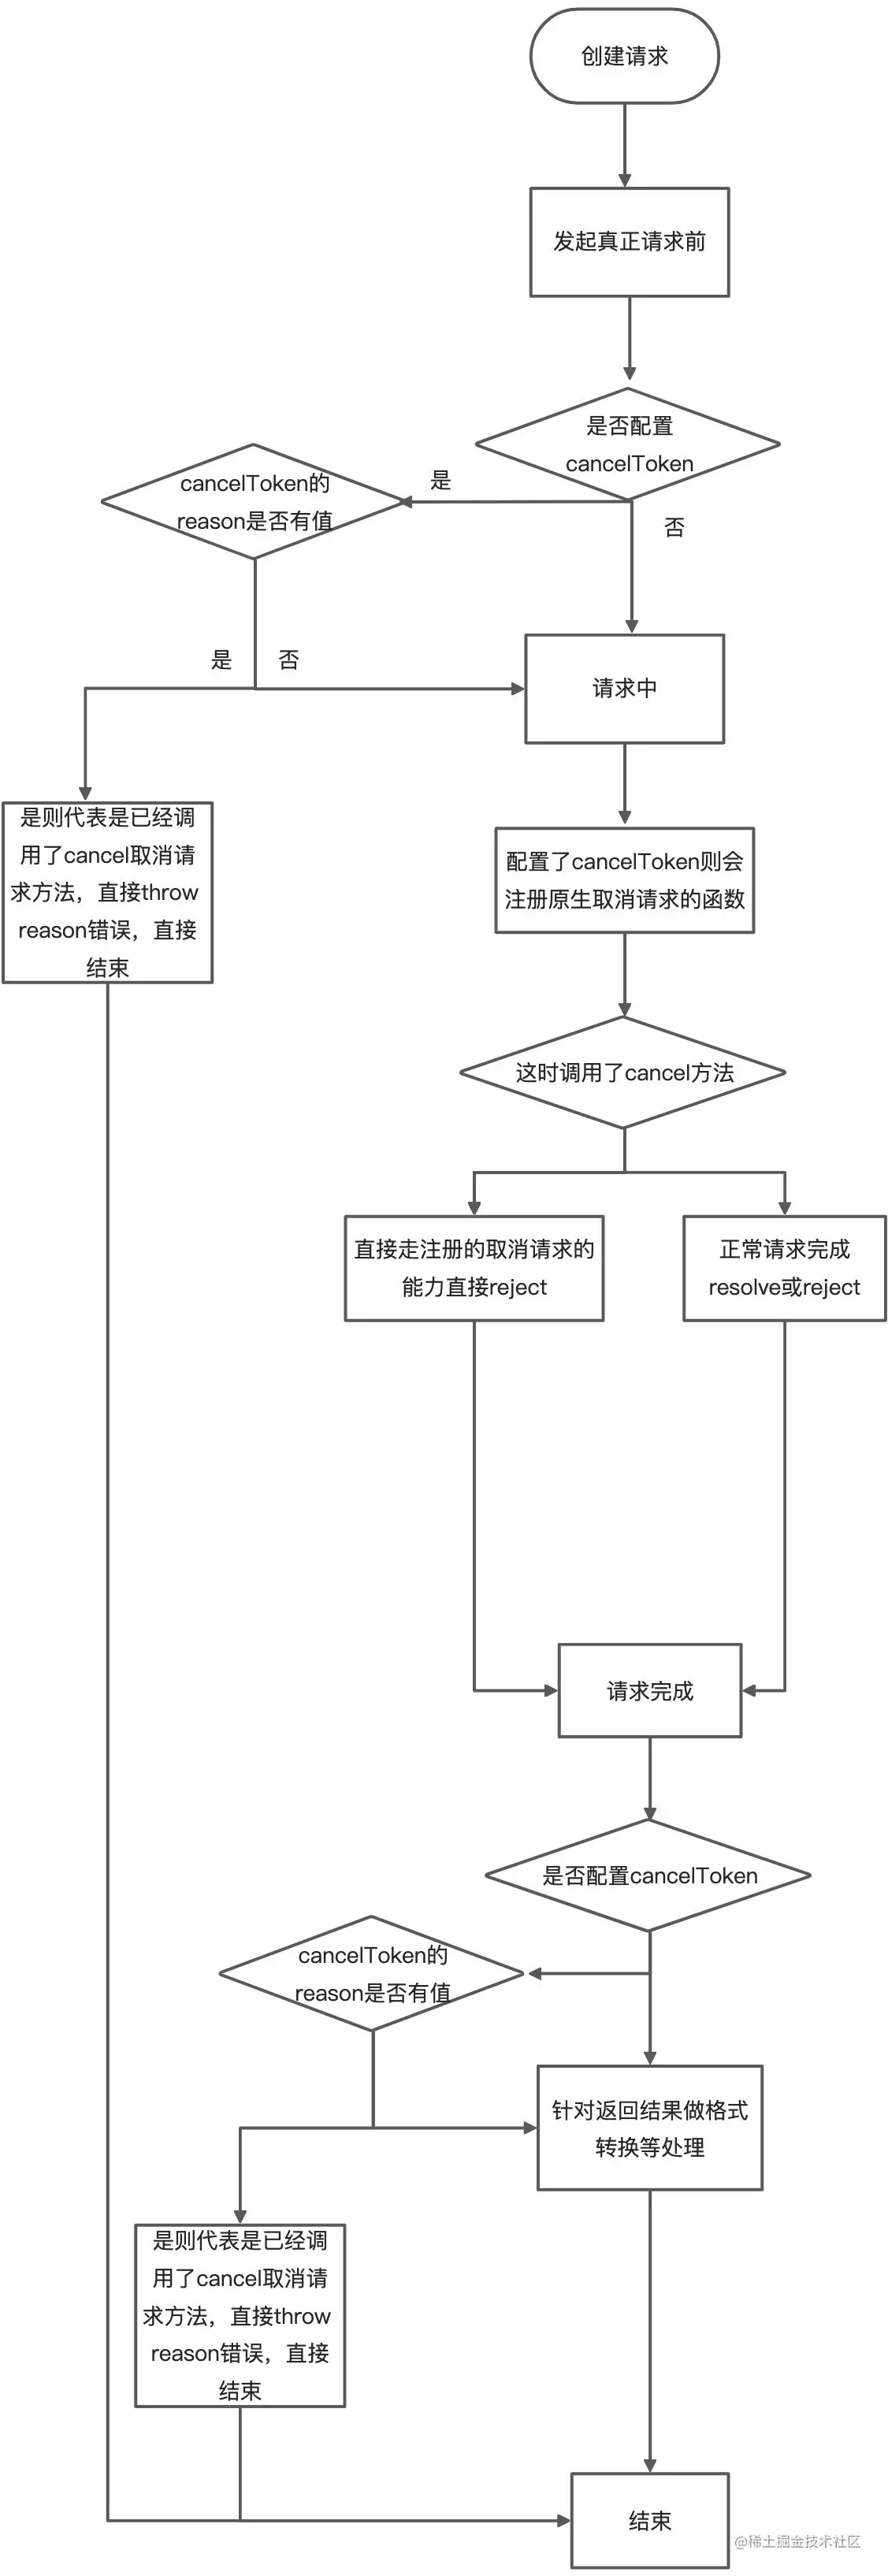 创建请求
发起真正请求前
是否配置
cancelToken
是
cancelToken的
reason是否有值
否
是
否
请求中
是则代表是已经调
用了cancel取消请
求方法，直接throw
reason错误，直接
结束
配置了cancelToken则会
注册原生取消请求的函数
这时调用了cancel方法
直接走注册的取消请求的
能力直接reject
正常请求完成
resolve或reject
请求完成
是否配置cancelToken
cancelToken的
reason是否有值
针对返回结果做格式
转换等处理
是则代表是已经调
用了cancel取消请
求方法，直接throw
reason错误，直接
结束
结束
@稀土掘金技术社区